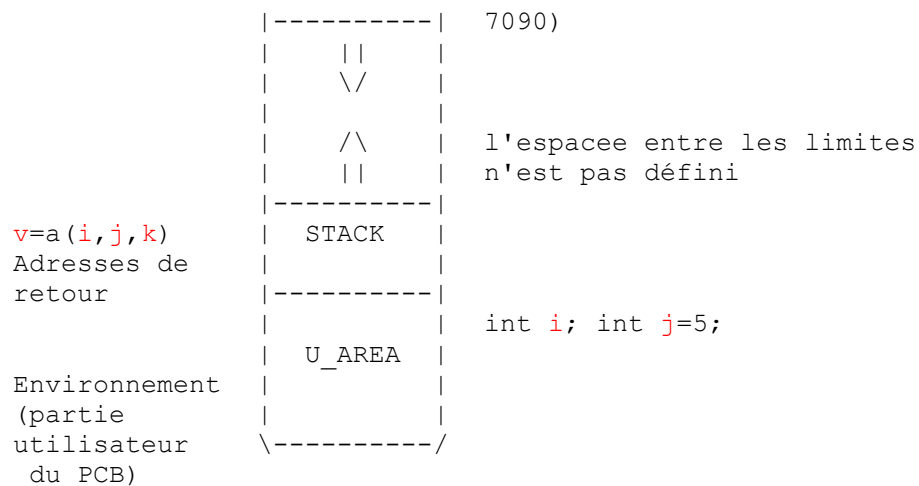 |----------| 7090)
| || |
| \/ |
| |
| /\ | l'espacee entre les limites
| || | n'est pas défini
|----------|
v=a(i,j,k) | STACK |
Adresses de | |
retour |----------|
| | int i; int j=5;
| U_AREA |
Environnement | |
(partie | |
utilisateur \----------/
du PCB)